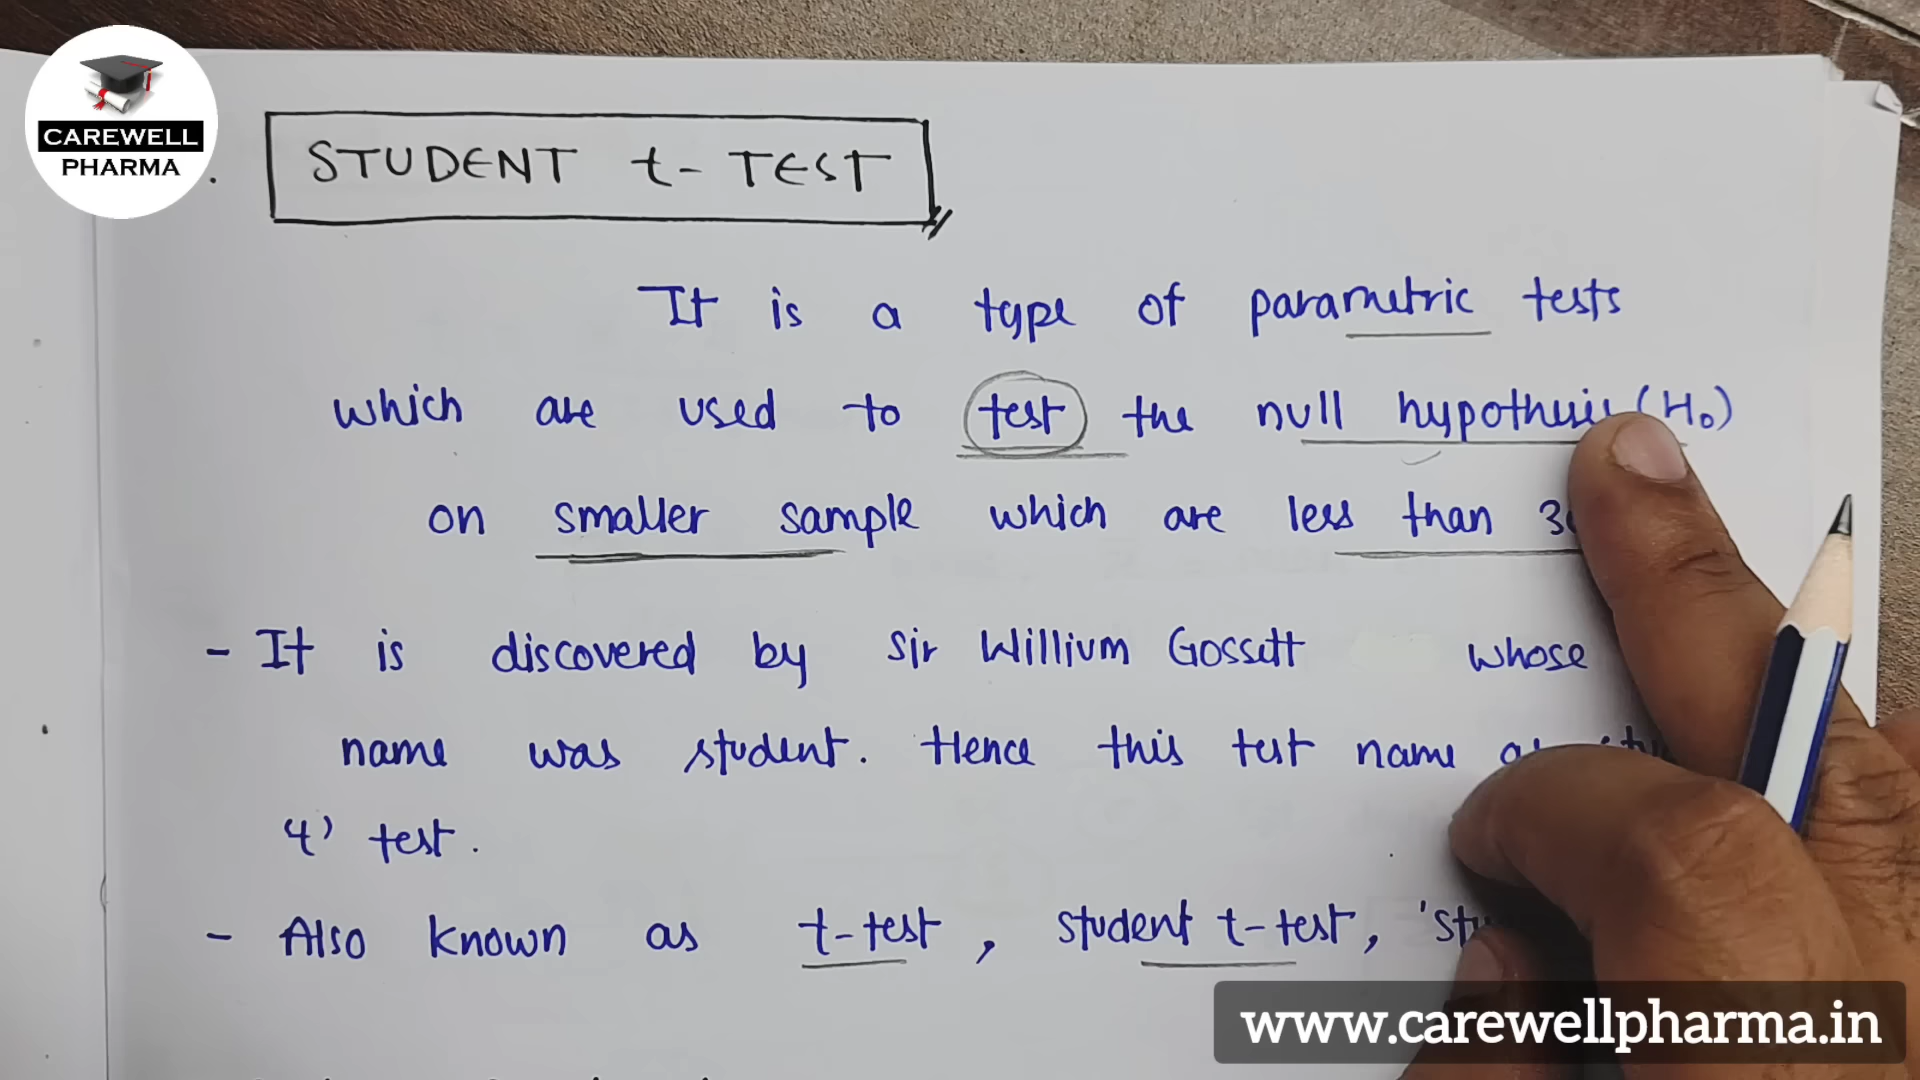 CAREWELL
PHARMA
STUDENT t- TEST
It is a type of parametric tests
which are used to test the null hypothesis (H0)
on smaller sample which are less than
- It is discovered by Sir Willium Gossett whose
name was student. Hence this test name
test.
- Also known as t-test, student t-test,
www.carewellpharma.in